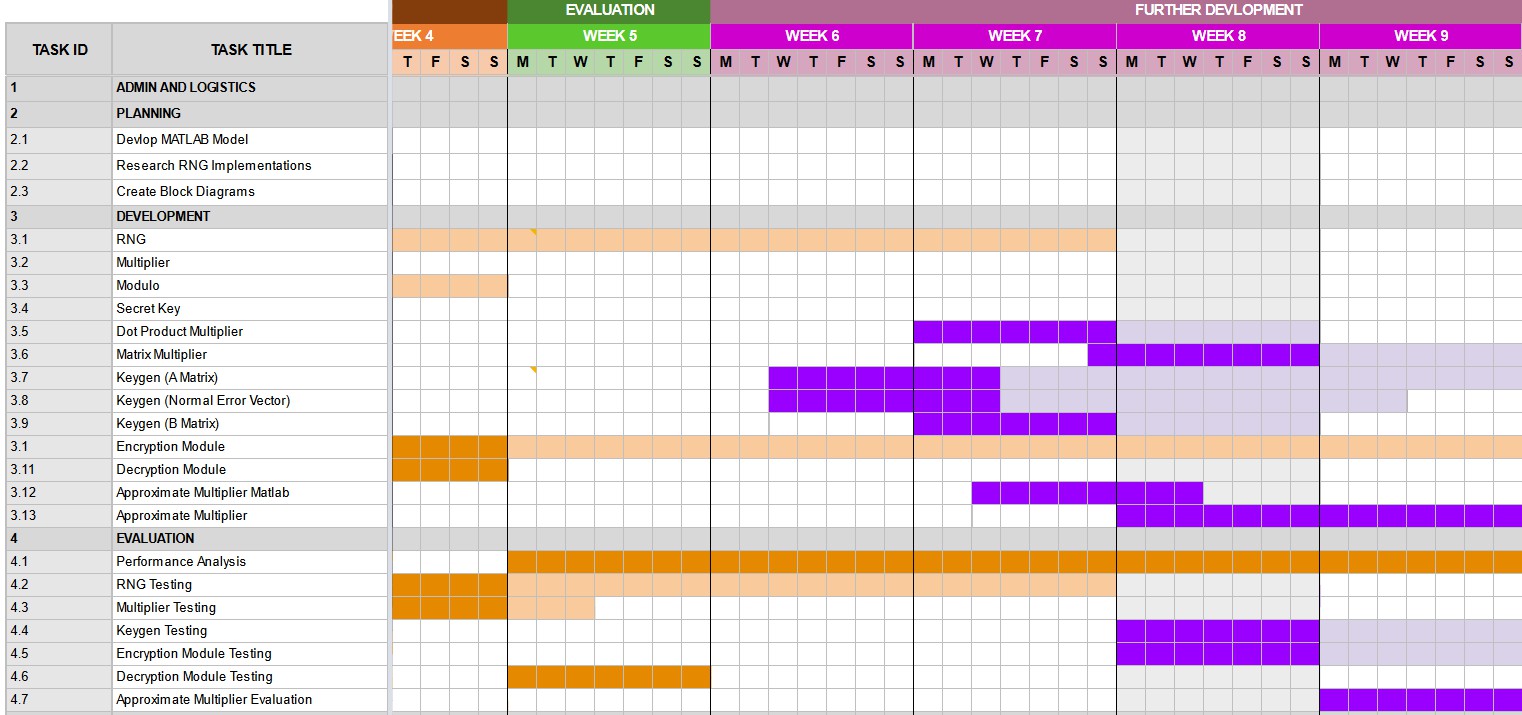 EVALUATION FURTHER DEVLOPMENT
TASK ID TASK TITLE EEK 4 WEEK 5 WEEK 6 WEEK 7 WEEK 8 WEEK 9
T F S S M T W T F S S M T W T F S S M T W T F S S M T W T F S S M T W T F S S
1 ADMIN AND LOGISTICS
2 PLANNING
2.1 Devlop MATLAB Model
2.2 Research RNG Implementations
2.3 Create Block Diagrams
3 DEVELOPMENT
3.1 RNG
3.2 Multiplier
3.3 Modulo
3.4 Secret Key
3.5 Dot Product Multiplier
3.6 Matrix Multiplier
3.7 Keygen (A Matrix)
3.8 Keygen (Normal Error Vector)
3.9 Keygen (B Matrix)
3.1 Encryption Module
3.11 Decryption Module
3.12 Approximate Multiplier Matlab
3.13 Approximate Multiplier
4 EVALUATION
4.1 Performance Analysis
4.2 RNG Testing
4.3 Multiplier Testing
4.4 Keygen Testing
4.5 Encryption Module Testing
4.6 Decryption Module Testing
4.7 Approximate Multiplier Evaluation